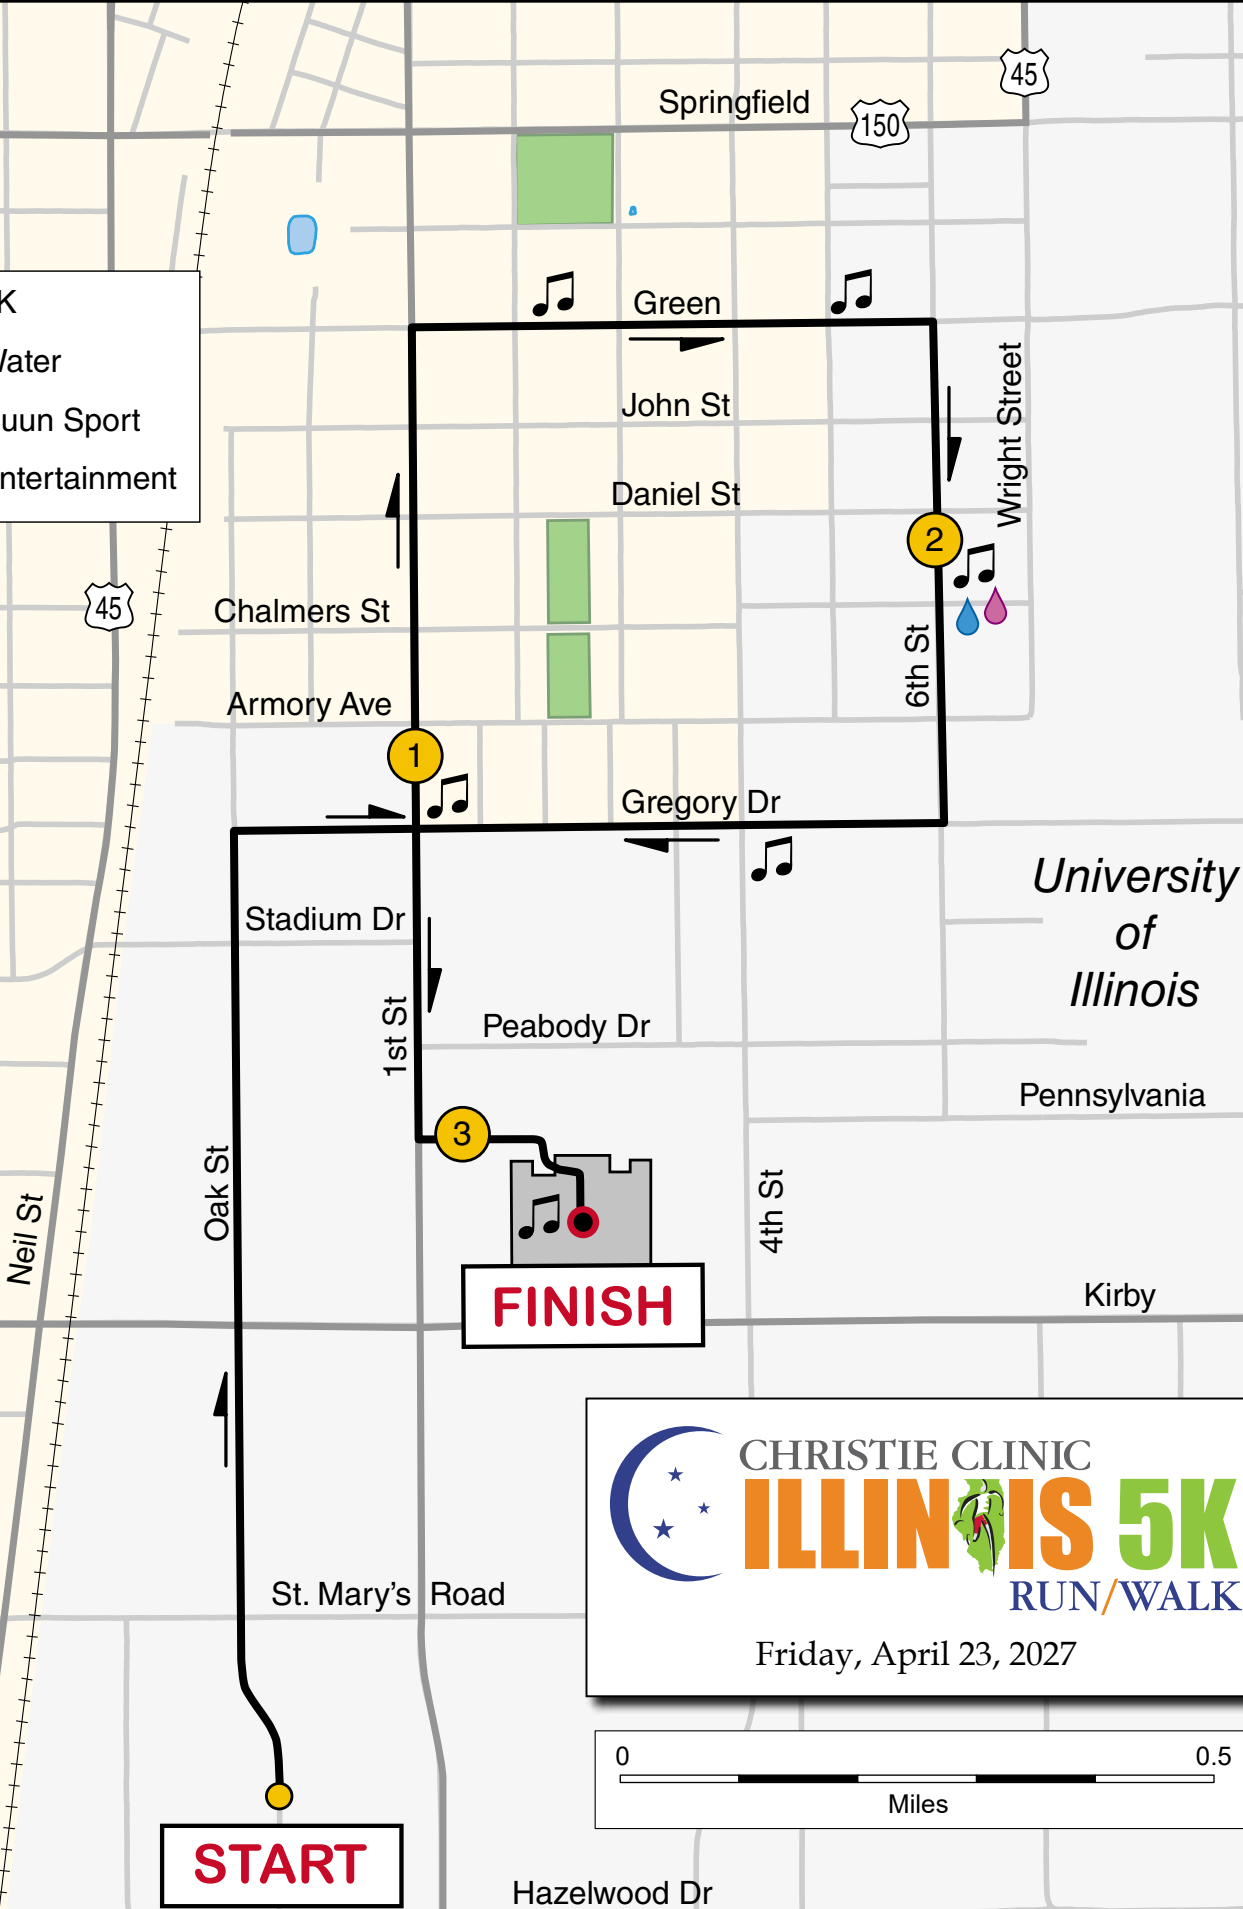 45
Springfield
150
K
Green
Water
John St
Wright Street
Nuun Sport
Entertainment
Daniel St
2
45
Chalmers St
6th St
Armory Ave
1
Gregory Dr
University
of
Illinois
Stadium Dr
1st St
Peabody Dr
Pennsylvania
3
Oak St
4th St
Neil St
Kirby
FINISH
CHRISTIE CLINIC
ILLINOIS 5K
RUN/WALK
St. Mary's Road
Friday, April 23, 2027
0 0.5
Miles
START
Hazelwood Dr